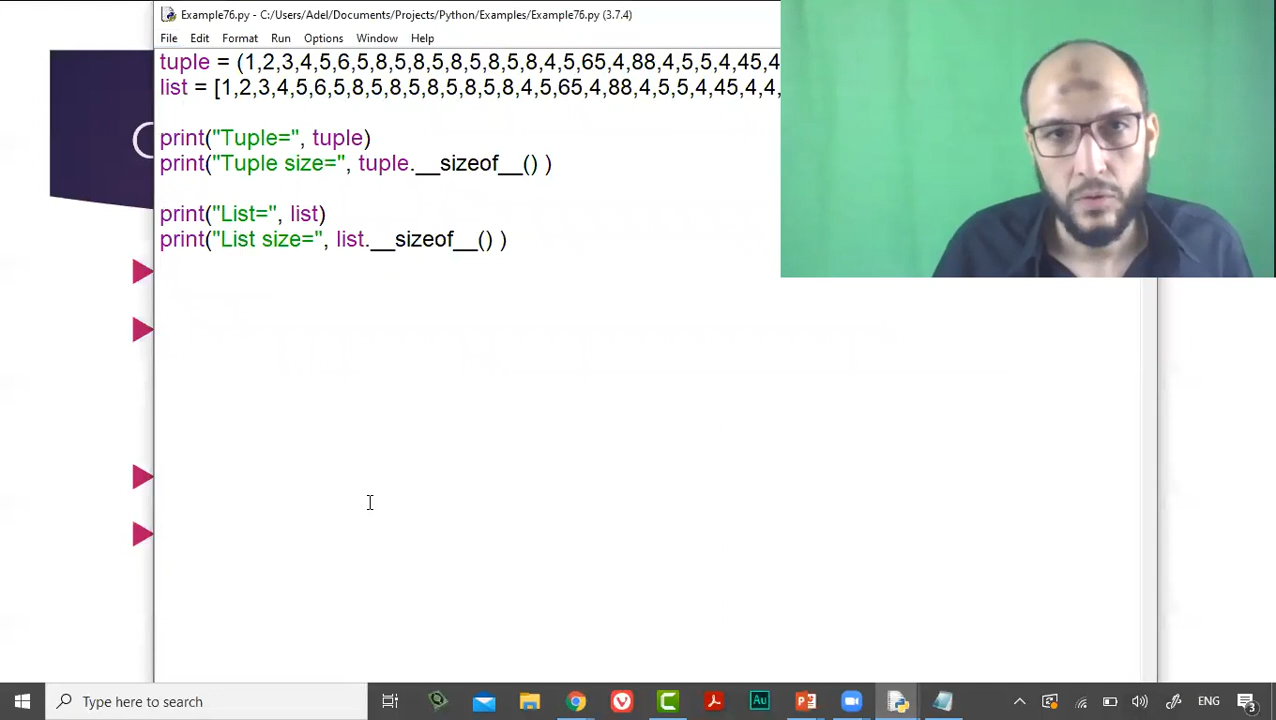 Example76.py - C:/Users/Adel/Documents/Projects/Python/Examples/Example76.py (3.7.4)
File Edit Format Run Options Window Help
tuple = (1,2,3,4,5,6,5,8,5,8,5,8,5,8,5,8,4,5,65,4,88,4,5,5,4,45,4
list = [1,2,3,4,5,6,5,8,5,8,5,8,5,8,5,8,4,5,65,4,88,4,5,5,4,45,4,4,
print("Tuple=", tuple)
print("Tuple size=", tuple.__sizeof__() )
print("List=", list)
print("List size=", list.__sizeof__() )
Type here to search
ENG
3